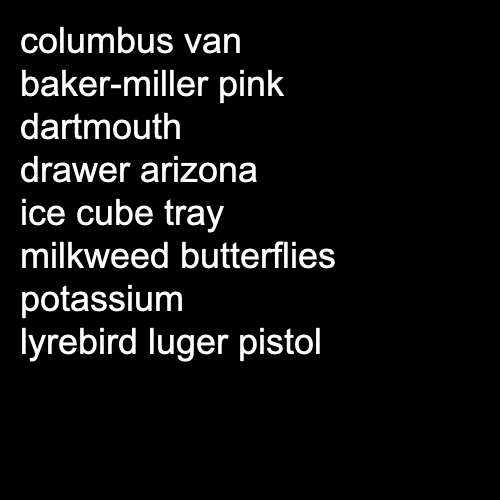 columbus van
baker-miller pink
dartmouth
drawer arizona
ice cube tray
milkweed butterflies
potassium
lyrebird luger pistol